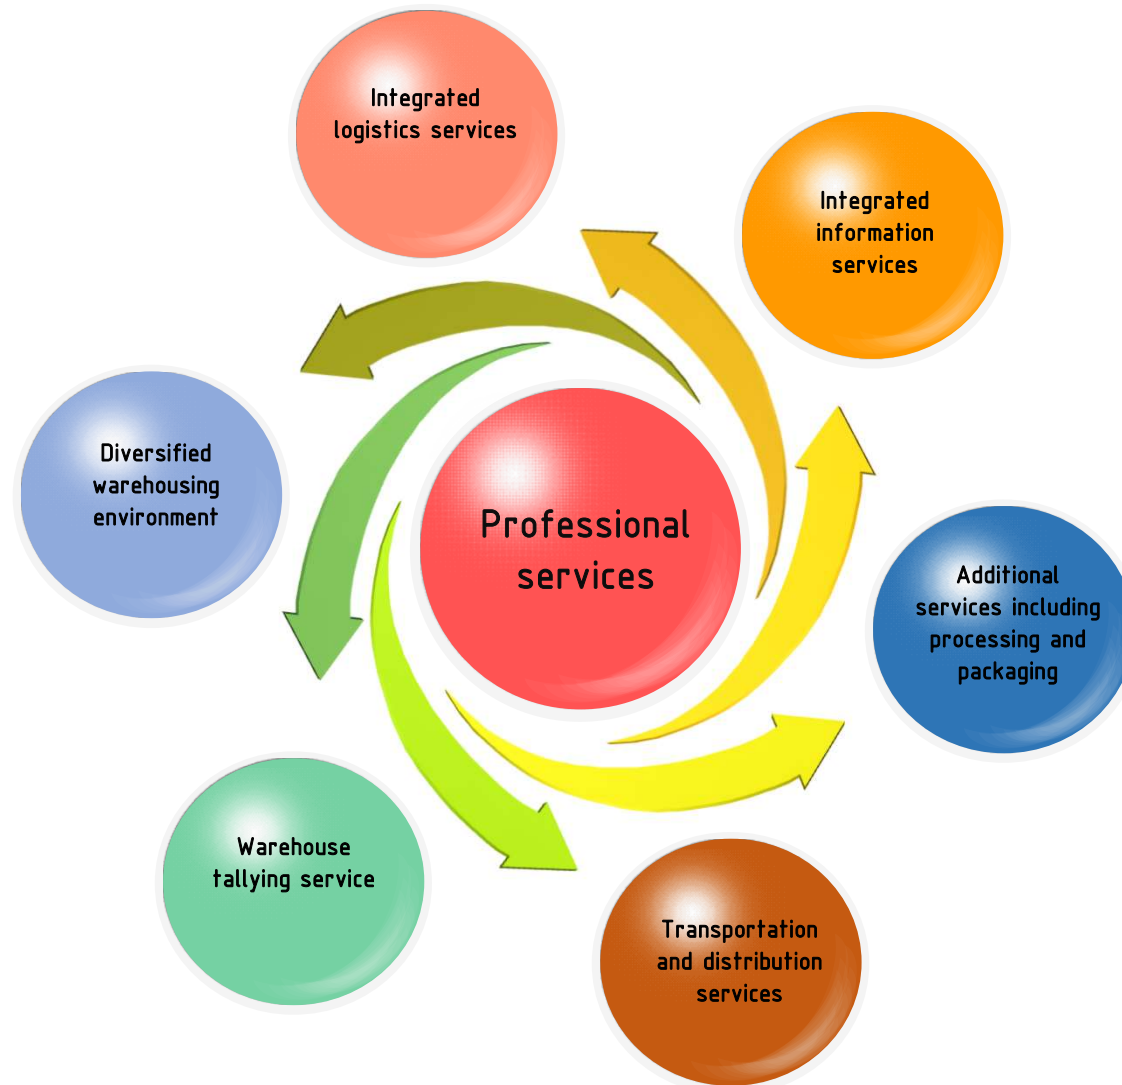 Integrated
logistics services
Integrated
information
services
Diversified
warehousing
environment
Professional
services
Additional
services including
processing and
packaging
Warehouse
tallying service
Transportation
and distribution
services